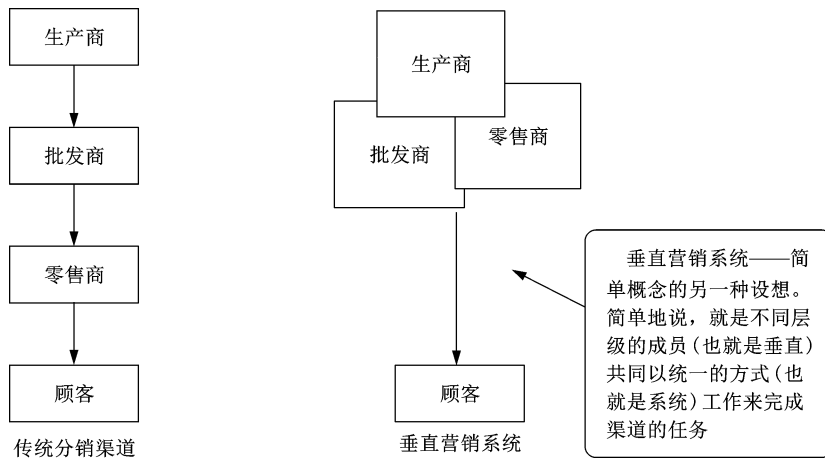 生产商
批发商
零售商
顾客
传统分销渠道
生产商
批发商
零售商
顾客
垂直营销系统
垂直营销系统——简
单概念的另一种设想。
简单地说，就是不同层
级的成员(也就是垂直)
共同以统一的方式(也
就是系统)工作来完成
渠道的任务